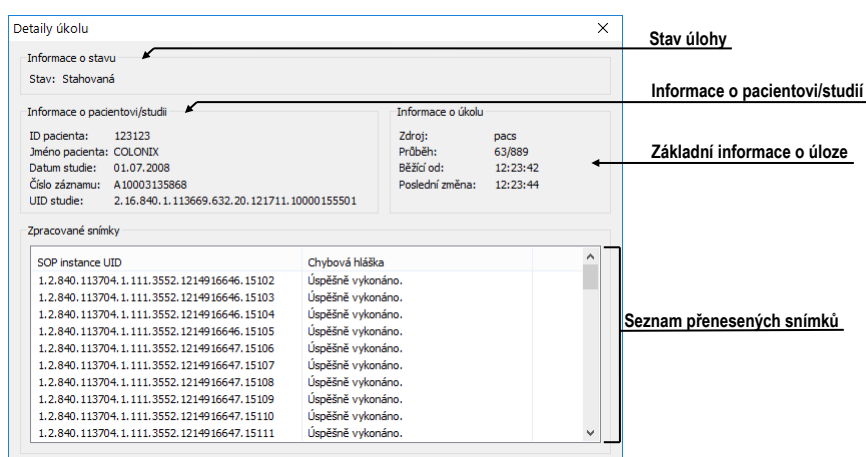 Detaily úkolu
Stav úlohy
Informace o stavu
Stav: Stahovaná
Informace o pacientovi/studii
Informace o pacientovi/studii
ID pacienta: 123123
Jméno pacienta: COLONIX
Datum studie: 01.07.2008
Číslo záznamu: A10003135868
UID studie: 2.16.840.1.113669.632.20.121711.10000155501
Informace o úkolu
Zdroj: pacs
Průběh: 63/889
Běžící od: 12:23:42
Poslední změna: 12:23:44
Základní informace o úloze
Zpracované snímky
SOP instance UID Chybová hláška
1.2.840.113704.1.111.3552.1214916646.15102 Úspěšně vykonáno.
1.2.840.113704.1.111.3552.1214916646.15103 Úspěšně vykonáno.
1.2.840.113704.1.111.3552.1214916646.15104 Úspěšně vykonáno.
1.2.840.113704.1.111.3552.1214916646.15105 Úspěšně vykonáno.
1.2.840.113704.1.111.3552.1214916647.15106 Úspěšně vykonáno.
1.2.840.113704.1.111.3552.1214916647.15107 Úspěšně vykonáno.
1.2.840.113704.1.111.3552.1214916647.15108 Úspěšně vykonáno.
1.2.840.113704.1.111.3552.1214916647.15109 Úspěšně vykonáno.
1.2.840.113704.1.111.3552.1214916647.15110 Úspěšně vykonáno.
1.2.840.113704.1.111.3552.1214916647.15111 Úspěšně vykonáno.
Seznam přenesených snímků